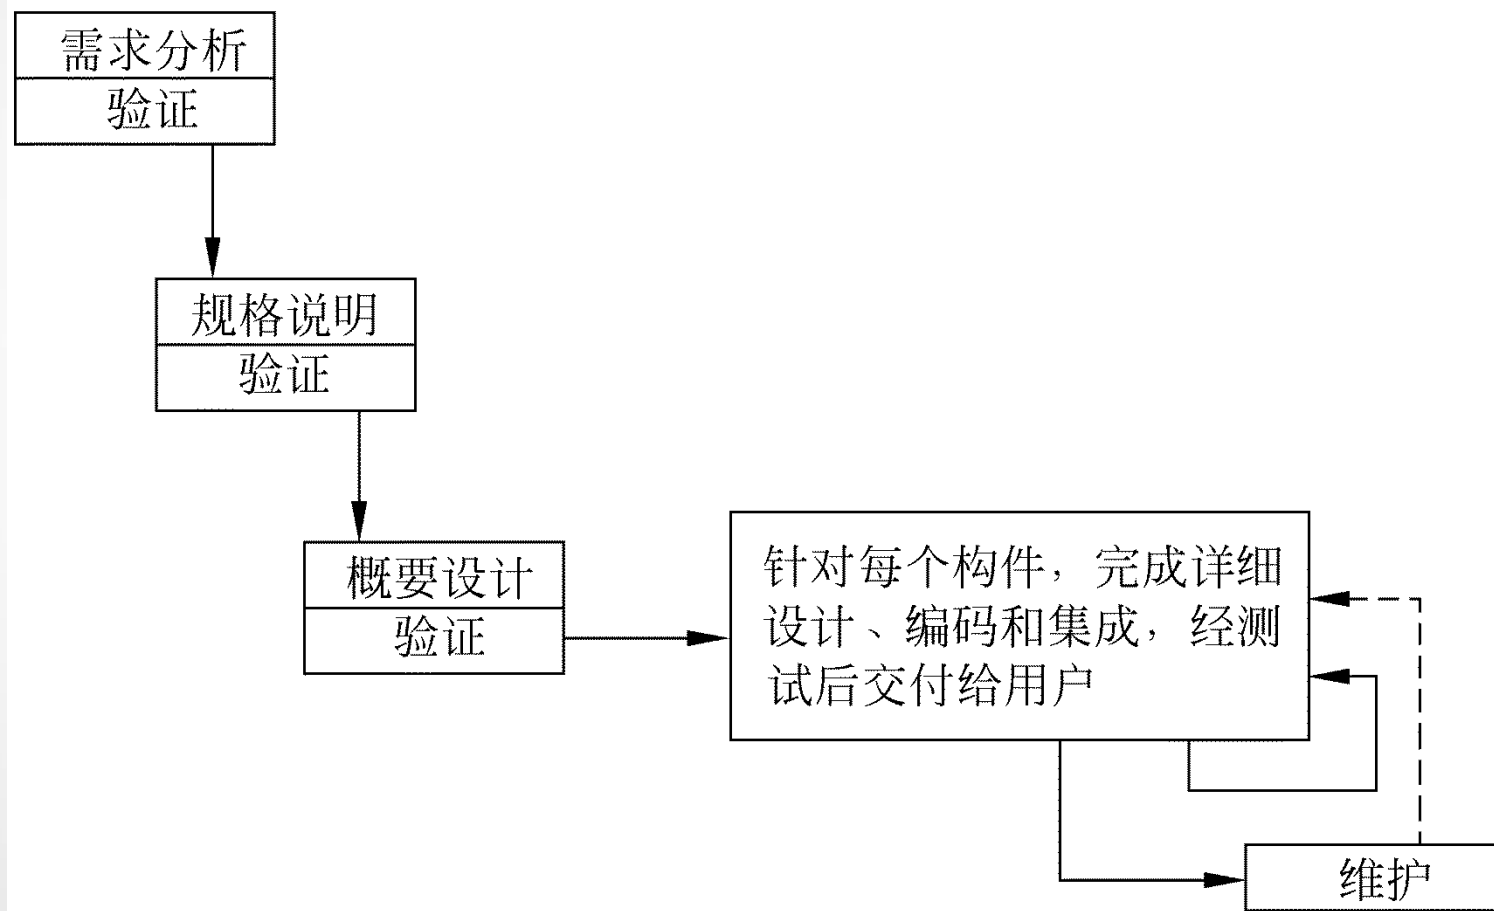 需求分析
验证
规格说明
验证
概要设计
验证
针对每个构件，完成详细
设计、编码和集成，经测
试后交付给用户
维护